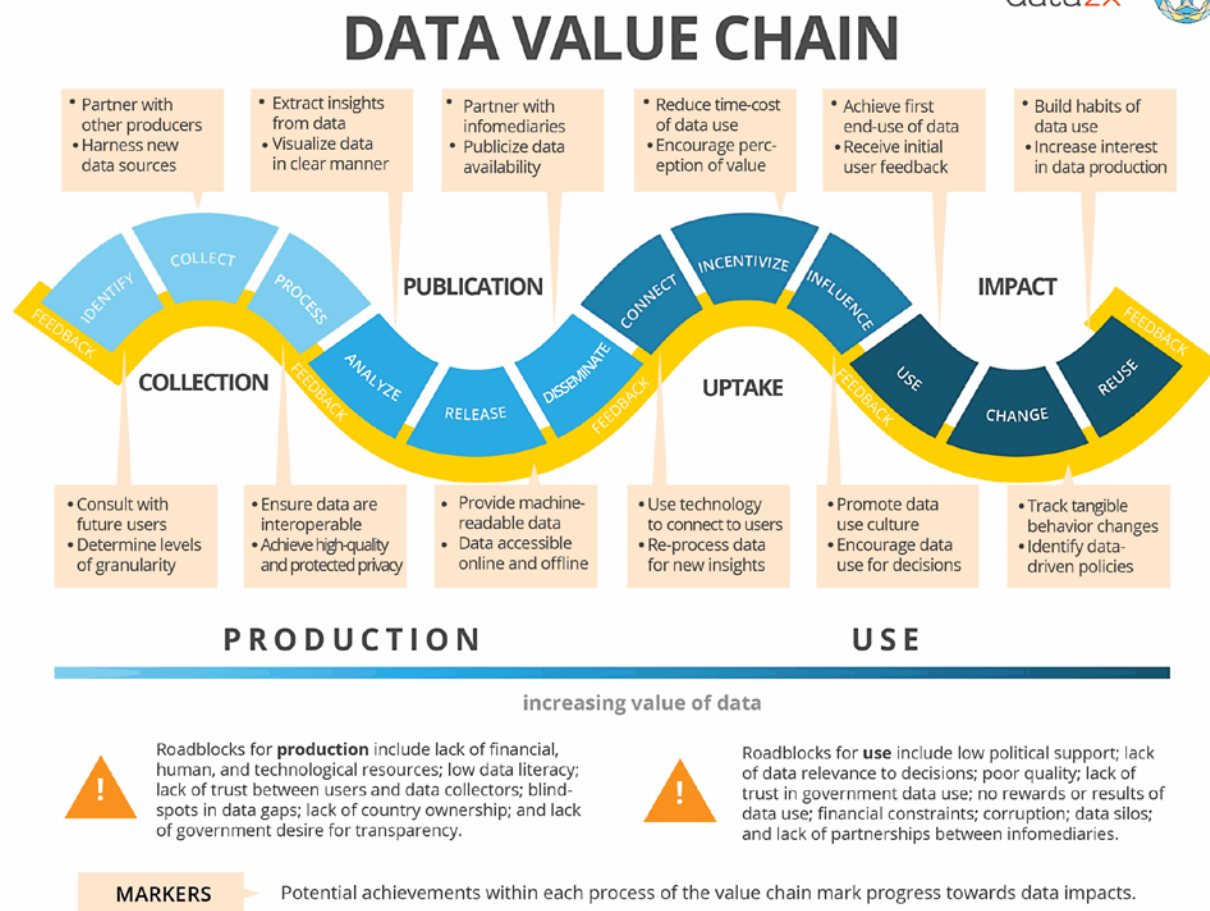 data2x
DATA VALUE CHAIN
• Partner with
other producers
• Harness new
data sources
• Extract insights
from data
• Visualize data
in clear manner
• Partner with
infomediaries
• Publicize data
availability
• Reduce time-cost
of data use
• Encourage perc-
eption of value
• Achieve first
end-use of data
• Receive initial
user feedback
• Build habits of
data use
• Increase interest
in data production
FEEDBACK
IDENTIFY
COLLECT
PROCESS
COLLECTION
FEEDBACK
ANALYZE
RELEASE
DISSEMINATE
PUBLICATION
FEEDBACK
CONNECT
INCENTIVIZE
INFLUENCE
UPTAKE
FEEDBACK
USE
CHANGE
REUSE
IMPACT
FEEDBACK
• Consult with
future users
• Determine levels
of granularity
• Ensure data are
interoperable
• Achieve high-quality
and protected privacy
• Provide machine-
readable data
• Data accessible
online and offline
• Use technology
to connect to users
• Re-process data
for new insights
• Promote data
use culture
• Encourage data
use for decisions
• Track tangible
behavior changes
• Identify data-
driven policies
PRODUCTION
USE
increasing value of data
!
Roadblocks for production include lack of financial,
human, and technological resources; low data literacy;
lack of trust between users and data collectors; blind-
spots in data gaps; lack of country ownership; and lack
of government desire for transparency.
!
Roadblocks for use include low political support; lack
of data relevance to decisions; poor quality; lack of
trust in government data use; no rewards or results of
data use; financial constraints; corruption; data silos;
and lack of partnerships between infomediaries.
MARKERS
Potential achievements within each process of the value chain mark progress towards data impacts.